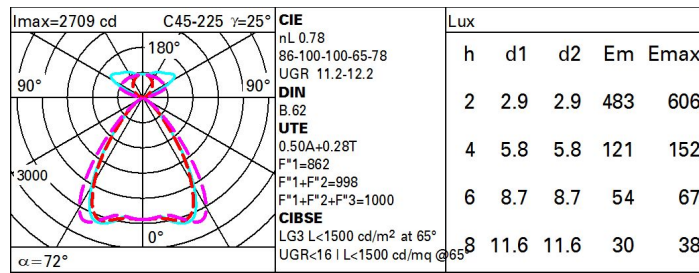 Imax=2709 cd C45-225 γ=25°
180°
90° 90°
3000
0°
α=72°
CIE
nL 0.78
86-100-100-65-78
UGR 11.2-12.2
DIN
B.62
UTE
0.50A+0.28T
F"1=862
F"1+F"2=998
F"1+F"2+F"3=1000
CIBSE
LG3 L<1500 cd/m² at 65°
UGR<16 | L<1500 cd/mq @65°
Lux
h d1 d2 Em Emax
2 2.9 2.9 483 606
4 5.8 5.8 121 152
6 8.7 8.7 54 67
8 11.6 11.6 30 38